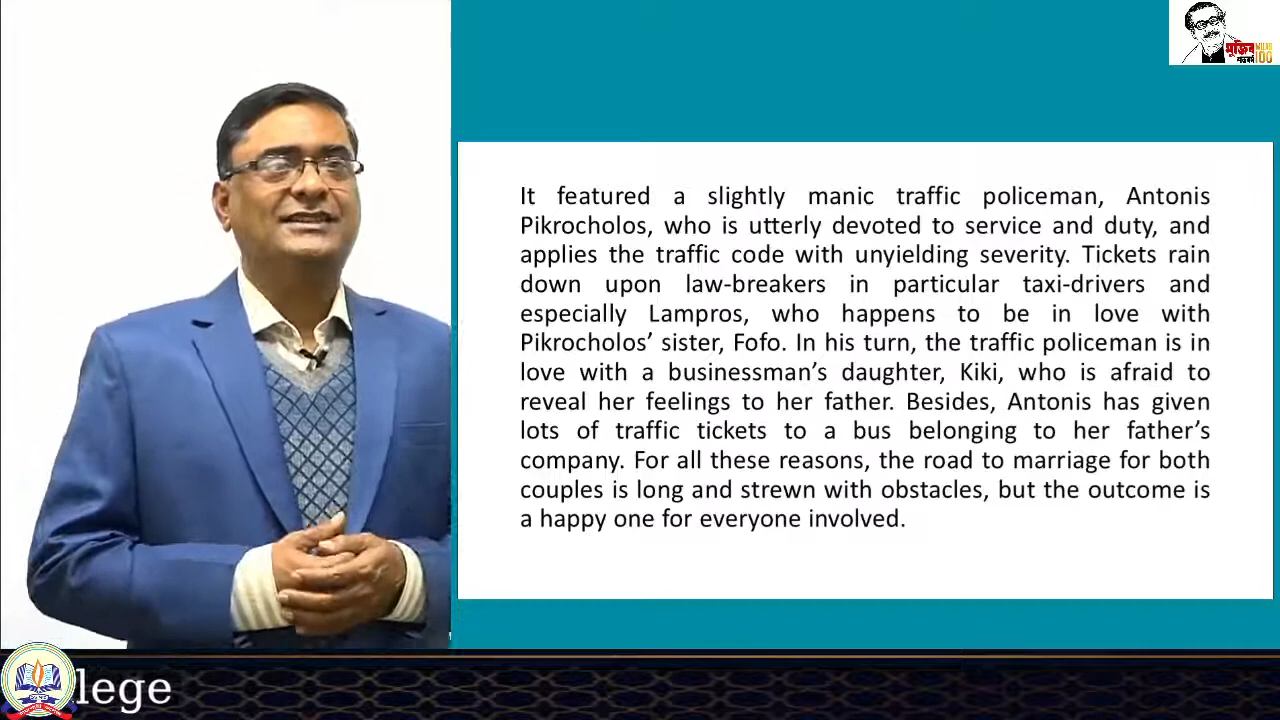 মুজিব
শতবর্ষ
100
It featured a slightly manic traffic policeman, Antonis
Pikrocholos, who is utterly devoted to service and duty, and
applies the traffic code with unyielding severity. Tickets rain
down upon law-breakers in particular taxi-drivers and
especially Lampros, who happens to be in love with
Pikrocholos’ sister, Fofo. In his turn, the traffic policeman is in
love with a businessman’s daughter, Kiki, who is afraid to
reveal her feelings to her father. Besides, Antonis has given
lots of traffic tickets to a bus belonging to her father’s
company. For all these reasons, the road to marriage for both
couples is long and strewn with obstacles, but the outcome is
a happy one for everyone involved.
lege